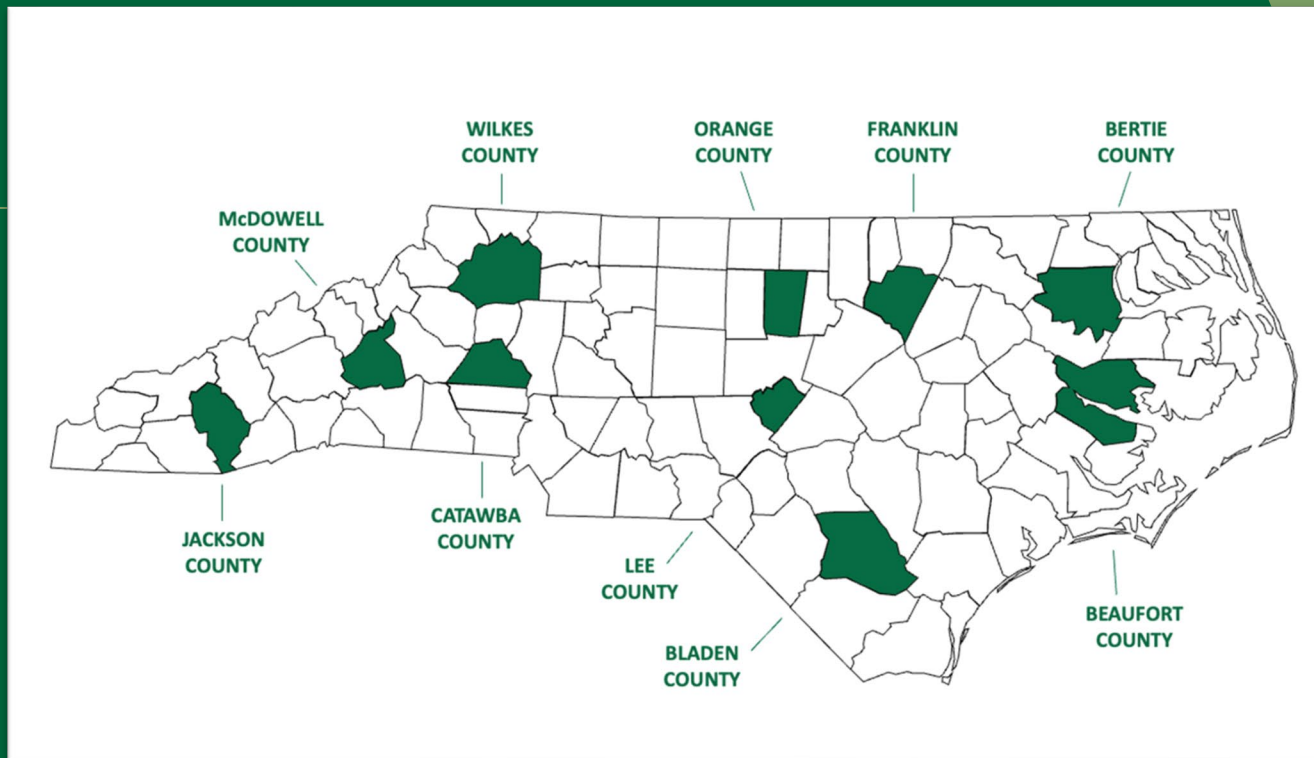 WILKES
COUNTY
ORANGE
COUNTY
FRANKLIN
COUNTY
BERTIE
COUNTY
McDOWELL
COUNTY
JACKSON
COUNTY
CATAWBA
COUNTY
LEE
COUNTY
BLADEN
COUNTY
BEAUFORT
COUNTY